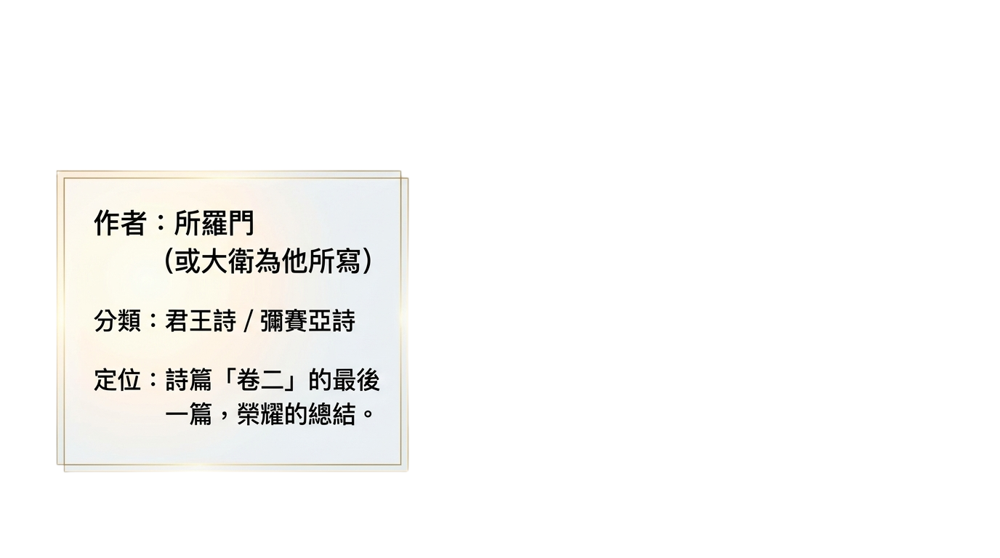 作者：所羅門
（或大衛為他所寫）
分類：君王詩 / 彌賽亞詩
定位：詩篇「卷二」的最後
一篇，榮耀的總結。